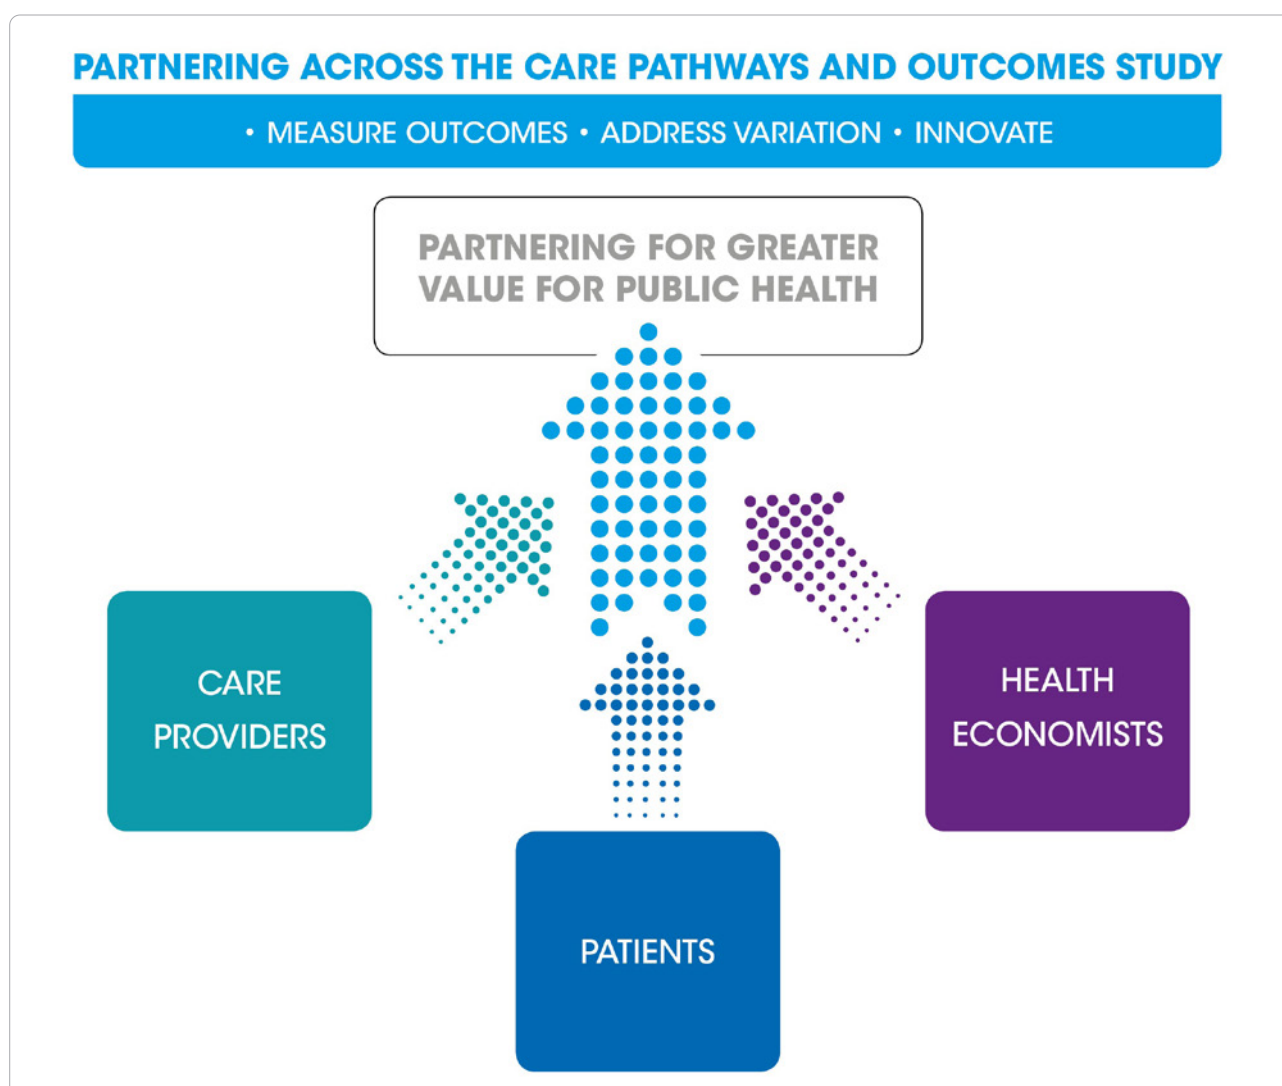 PARTNERING ACROSS THE CARE PATHWAYS AND OUTCOMES STUDY
• MEASURE OUTCOMES • ADDRESS VARIATION • INNOVATE
PARTNERING FOR GREATER
VALUE FOR PUBLIC HEALTH
CARE
PROVIDERS
HEALTH
ECONOMISTS
PATIENTS